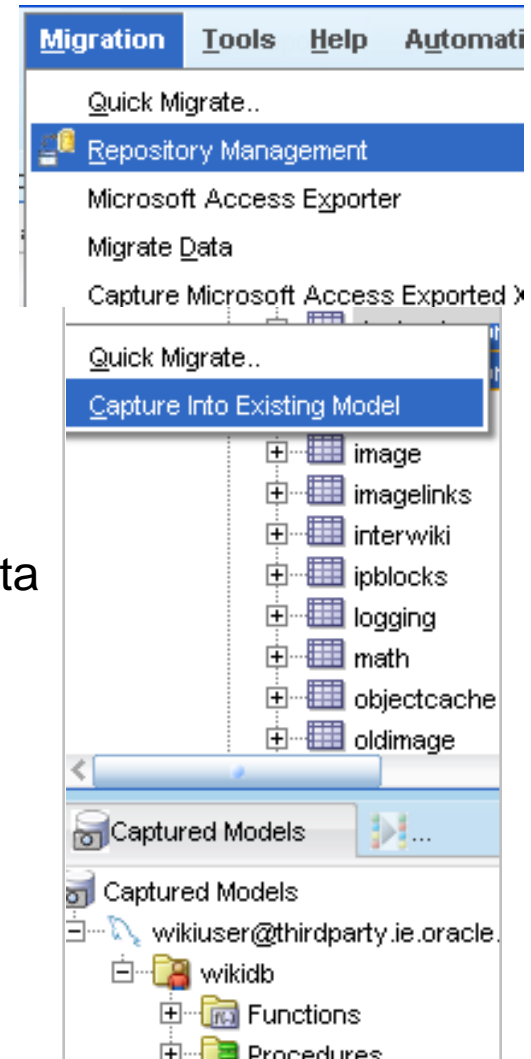 Migration Tools Help Automati
Quick Migrate..
Repository Management
Microsoft Access Exporter
Migrate Data
Capture Microsoft Access Exported X
Quick Migrate..
Capture Into Existing Model
image
imagelinks
interwiki
ipblocks
ta
logging
math
objectcache
oldimage
Captured Models ...
Captured Models
wikiuser@thirdparty.ie.oracle.
wikidb
Functions
Procedures